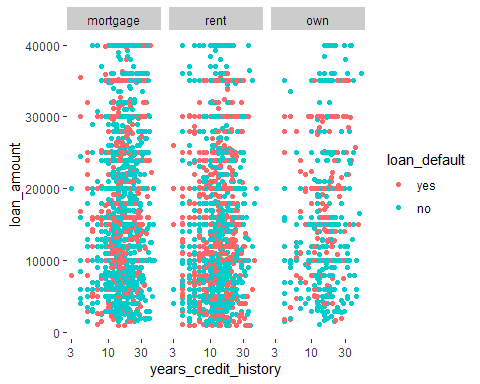 mortgage rent own
40000
30000
20000
10000
0
loan_amount
3 10 30 3 10 30 3 10 30
years_credit_history
loan_default
yes
no